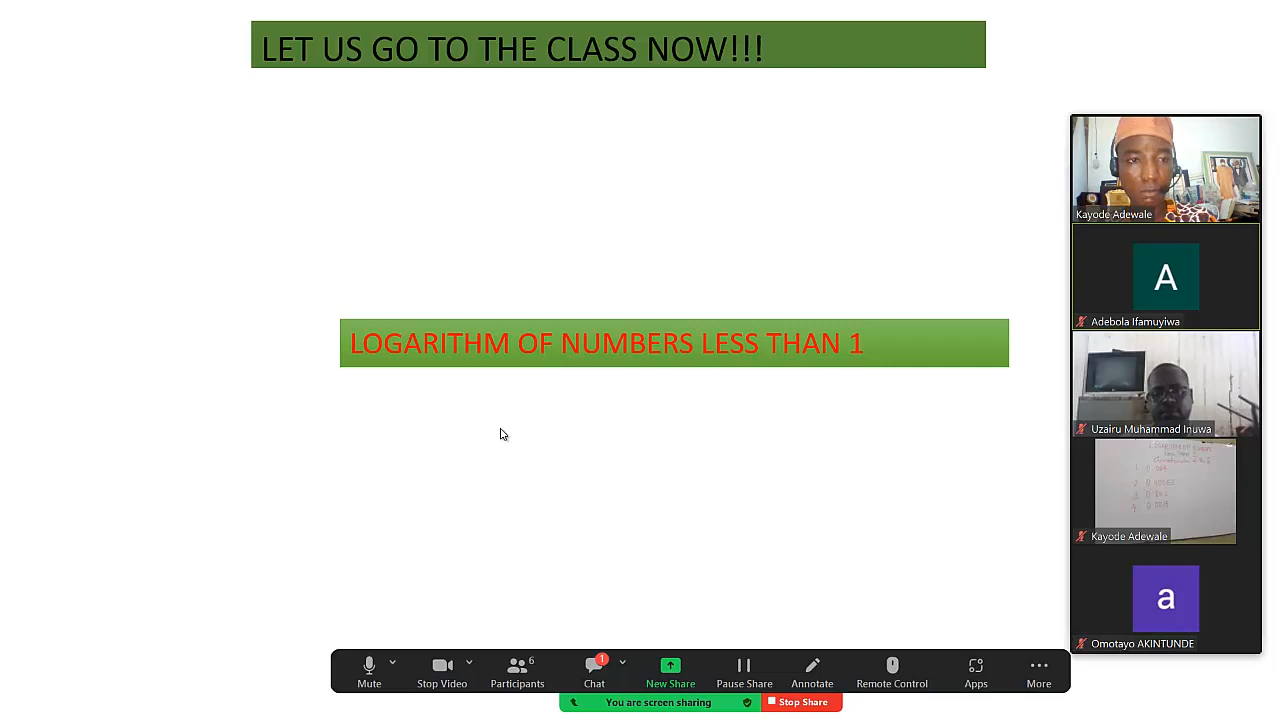 LET US GO TO THE CLASS NOW!!!
LOGARITHM OF NUMBERS LESS THAN 1
Kayode Adewale
A
Adebola Ifamuyiwa
Uzairu Muhammad Inuwa
Kayode Adewale
a
Omotayo AKINTUNDE
6
1
Mute
Stop Video
Participants
Chat
New Share
Pause Share
Annotate
Remote Control
Apps
More
You are screen sharing
Stop Share